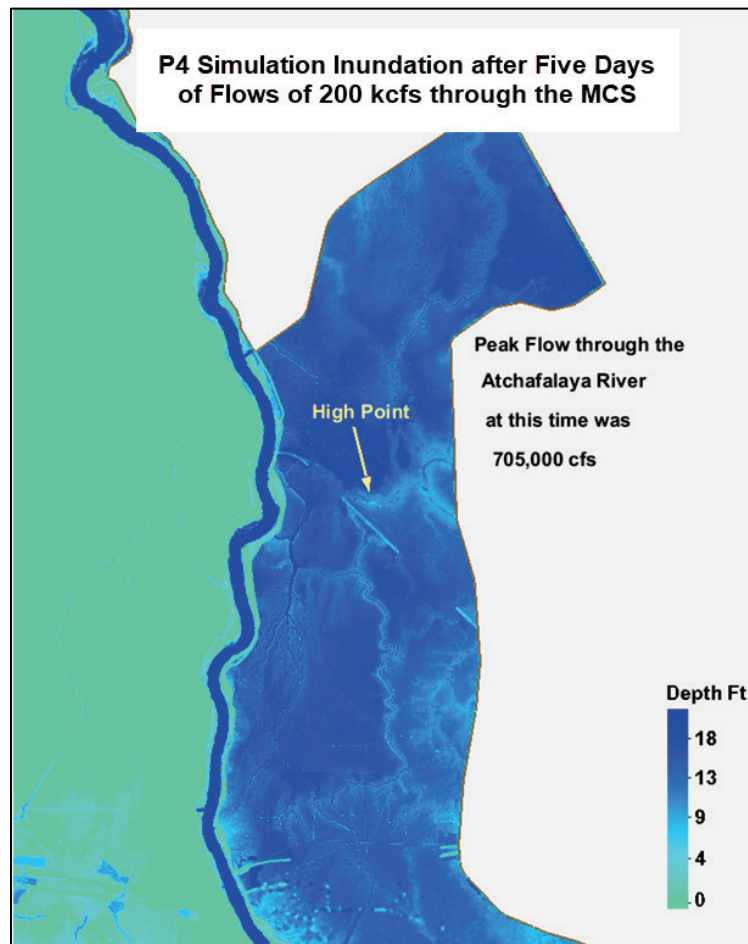 P4 Simulation Inundation after Five Days
of Flows of 200 kcfs through the MCS
Peak Flow through the
Atchafalaya River
at this time was
705,000 cfs
High Point
Depth Ft.
18
13
9
4
0